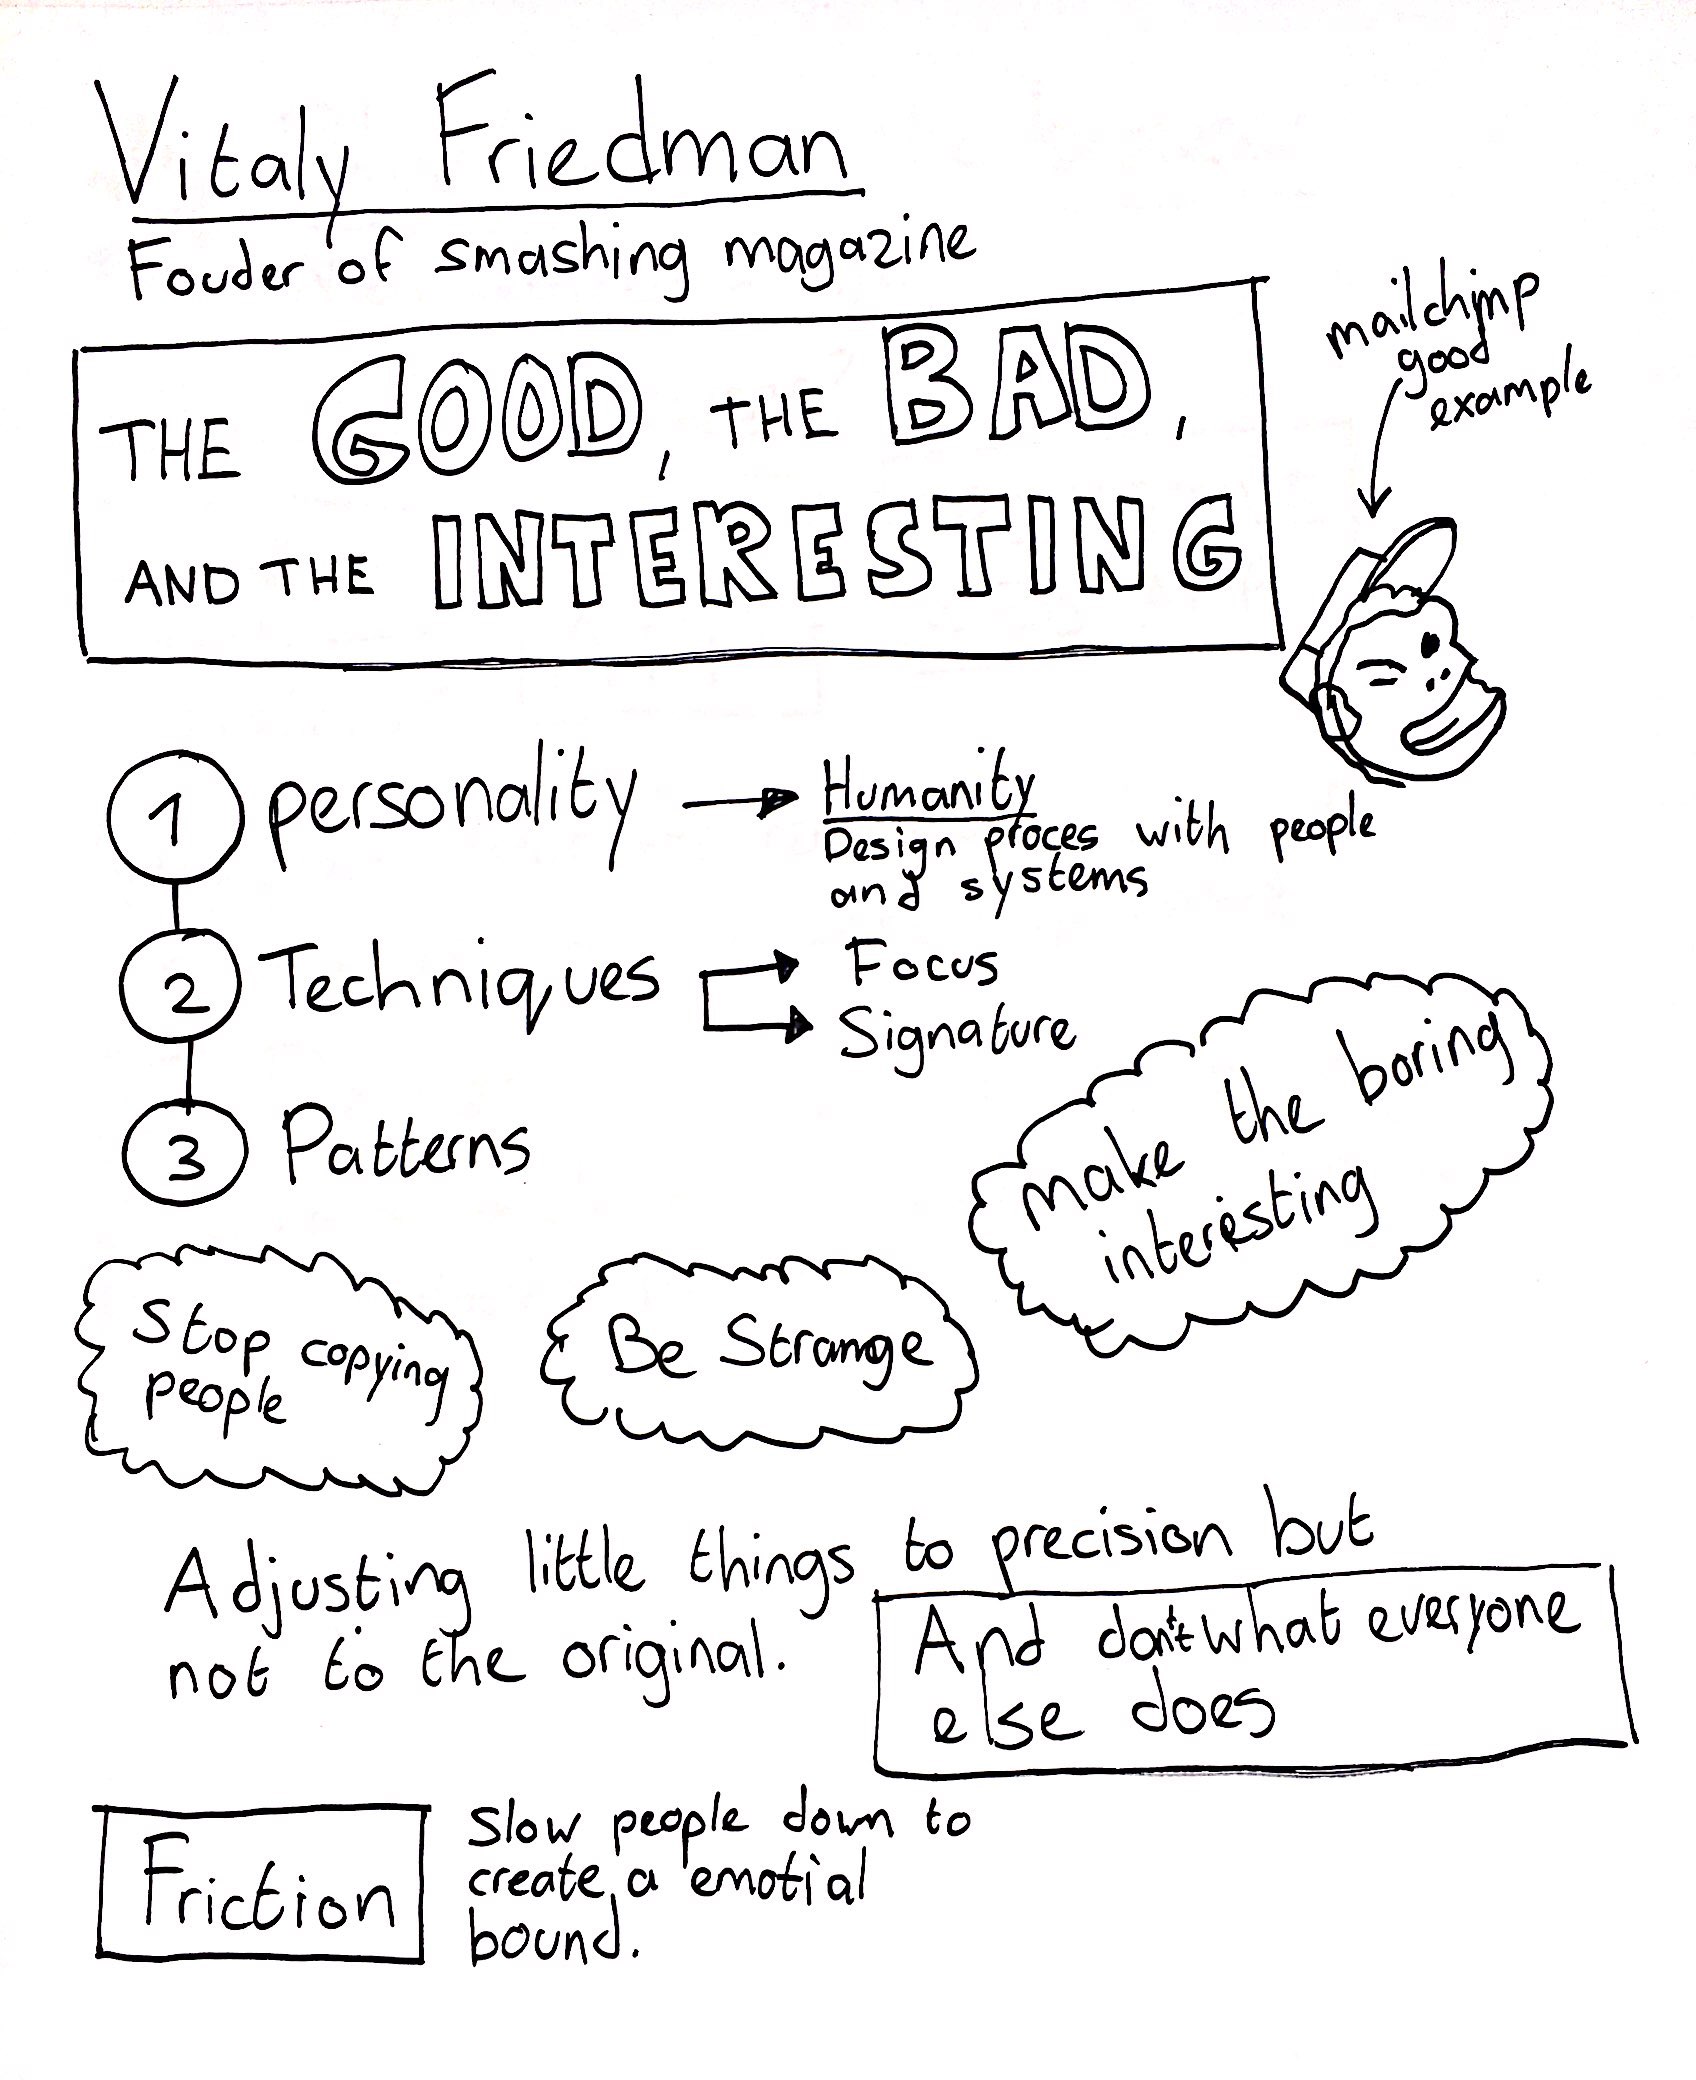 Vitaly Friedman
Fouder of smashing magazine
THE GOOD, THE BAD,
AND THE INTERESTING
mailchimp
good
example
1 personality
Humanity
Design proces with people
and systems
2 Techniques
Focus
Signature
3 Patterns
make the boring
interesting
Stop copying
people
Be Strange
Adjusting little things to precision but
not to the original.
And don't what everyone
else does
Friction
Slow people down to
create a emotial
bound.